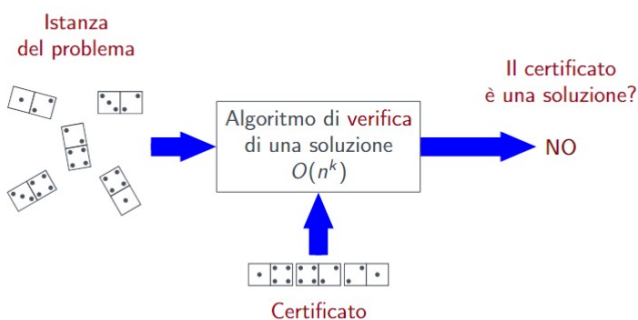 Istanza
del problema
Il certificato
è una soluzione?
Algoritmo di verifica
di una soluzione
O(n^k)
NO
Certificato